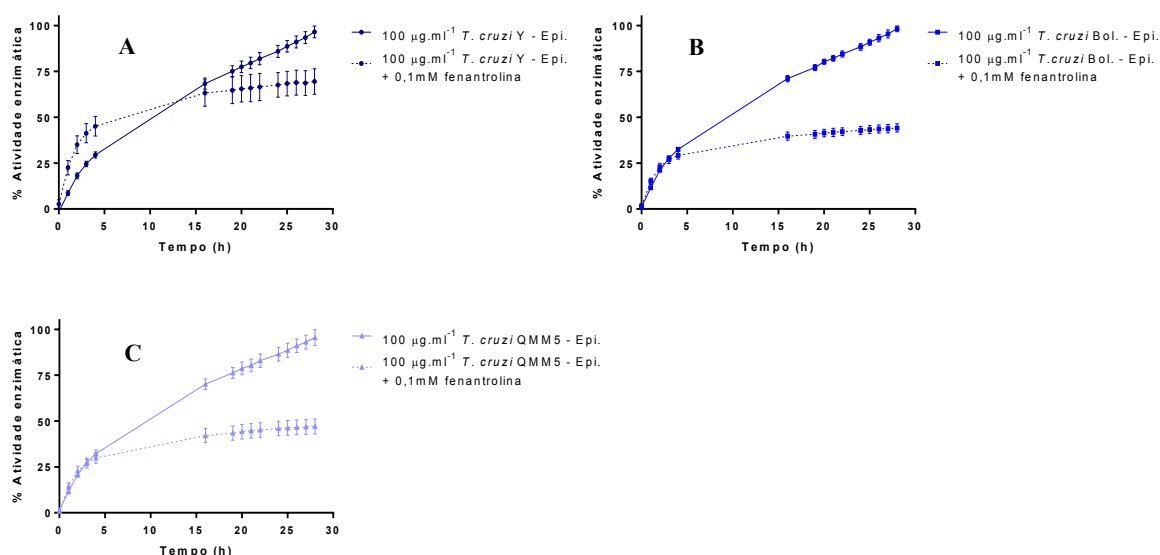 A
100
75
50
25
0
% Atividade enzimática
0 5 10 15 20 25 30
Tempo (h)
100 µg.ml⁻¹ T. cruzi Y - Epi.
100 µg.ml⁻¹ T. cruzi Y - Epi.
+ 0,1mM fenantrolina
B
100
75
50
25
0
% Atividade enzimática
0 5 10 15 20 25 30
Tempo (h)
100 µg.ml⁻¹ T. cruzi Bol. - Epi.
100 µg.ml⁻¹ T. cruzi Bol. - Epi.
+ 0,1mM fenantrolina
C
100
75
50
25
0
% Atividade enzimática
0 5 10 15 20 25 30
Tempo (h)
100 µg.ml⁻¹ T. cruzi QMM5 - Epi.
100 µg.ml⁻¹ T. cruzi QMM5 - Epi.
+ 0,1mM fenantrolina